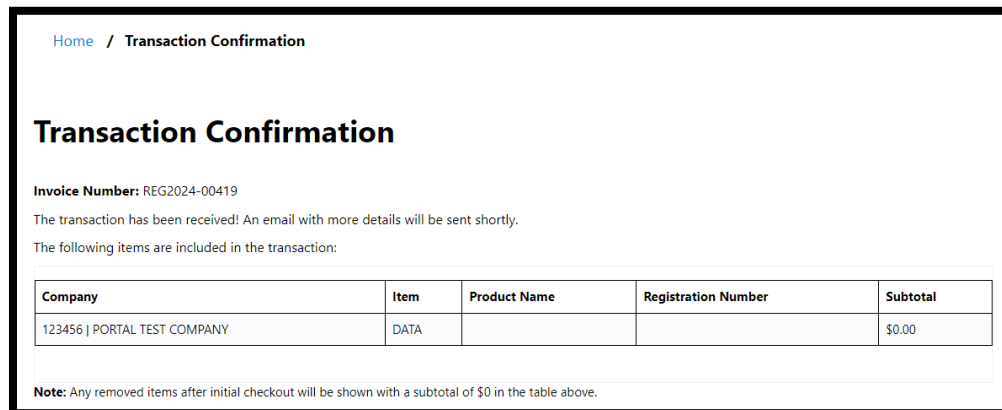 Home / Transaction Confirmation
Transaction Confirmation
Invoice Number: REG2024-00419
The transaction has been received! An email with more details will be sent shortly.
The following items are included in the transaction:
Company Item Product Name Registration Number Subtotal
123456 | PORTAL TEST COMPANY DATA $0.00
Note: Any removed items after initial checkout will be shown with a subtotal of $0 in the table above.